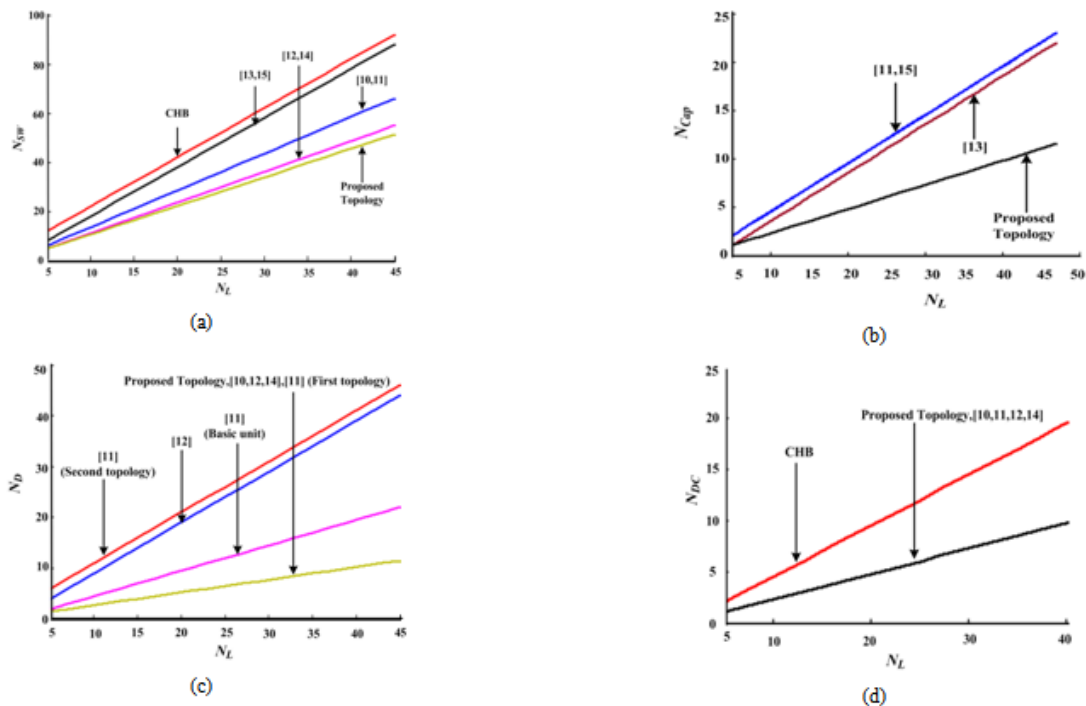 100
80
60
40
20
0
N_SW
CHB
[13,15]
[12,14]
[10,11]
Proposed
Topology
5
10
15
20
25
30
35
40
45
N_L
(a)
25
20
15
10
5
0
N_Cap
[11,15]
[13]
Proposed
Topology
5
10
15
20
25
30
35
40
45
50
N_L
(b)
50
40
30
20
10
0
N_D
Proposed Topology,[10,12,14],[11] (First topology)
[11]
(Basic unit)
[12]
[11]
(Second topology)
5
10
15
20
25
30
35
40
45
N_L
(c)
25
20
15
10
5
0
N_DC
CHB
Proposed Topology,[10,11,12,14]
5
10
20
30
40
N_L
(d)